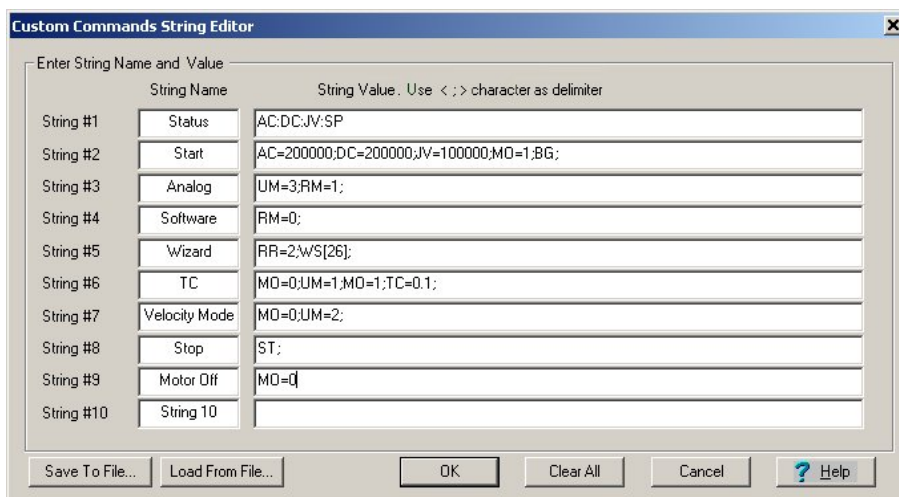 Custom Commands String Editor
Enter String Name and Value
String Name String Value. Use < ; > character as delimiter
String #1 Status AC:DC:JV:SP
String #2 Start AC=200000;DC=200000;JV=100000;MO=1;BG;
String #3 Analog UM=3;RM=1;
String #4 Software RM=0;
String #5 Wizard RR=2;WS[26];
String #6 TC MO=0;UM=1;MO=1;TC=0.1;
String #7 Velocity Mode MO=0;UM=2;
String #8 Stop ST;
String #9 Motor Off MO=0
String #10 String 10
Save To File... Load From File... OK Clear All Cancel ? Help